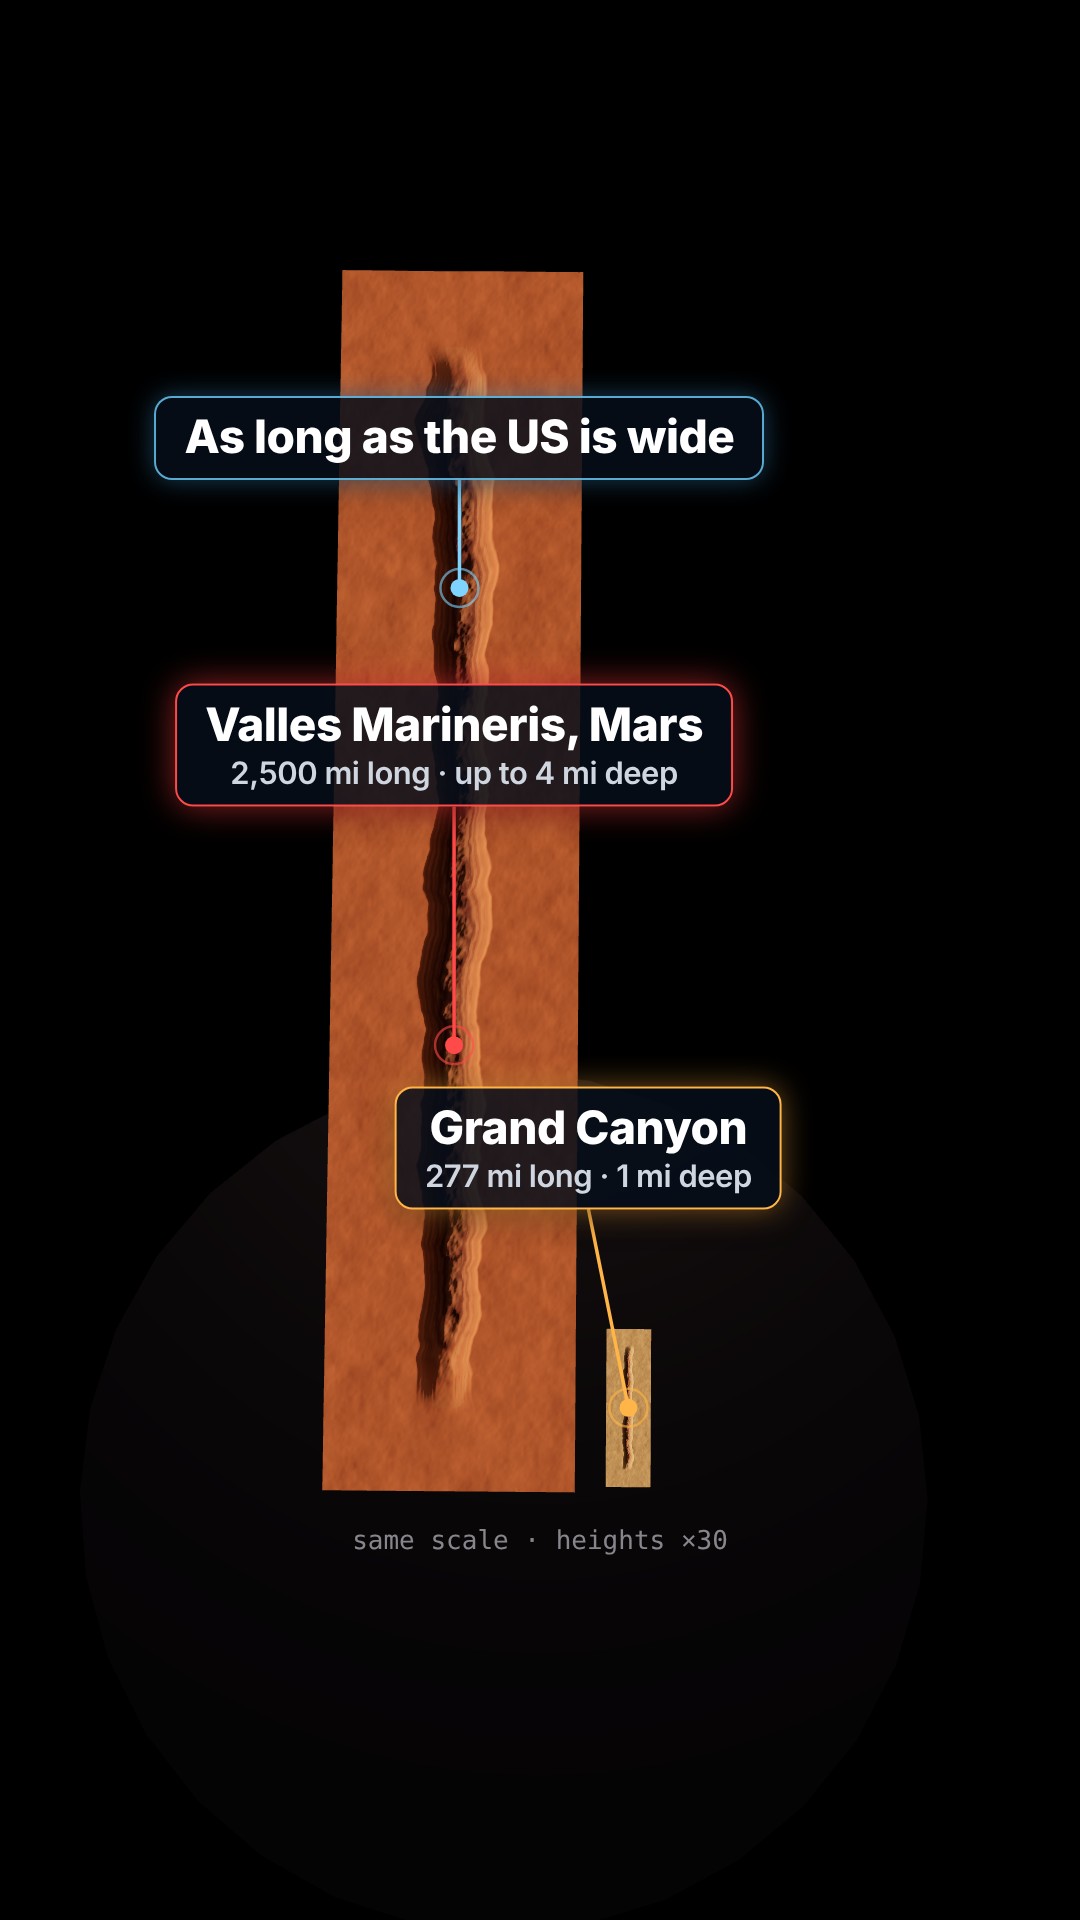 As long as the US is wide
Valles Marineris, Mars
2,500 mi long · up to 4 mi deep
Grand Canyon
277 mi long · 1 mi deep
same scale · heights ×30